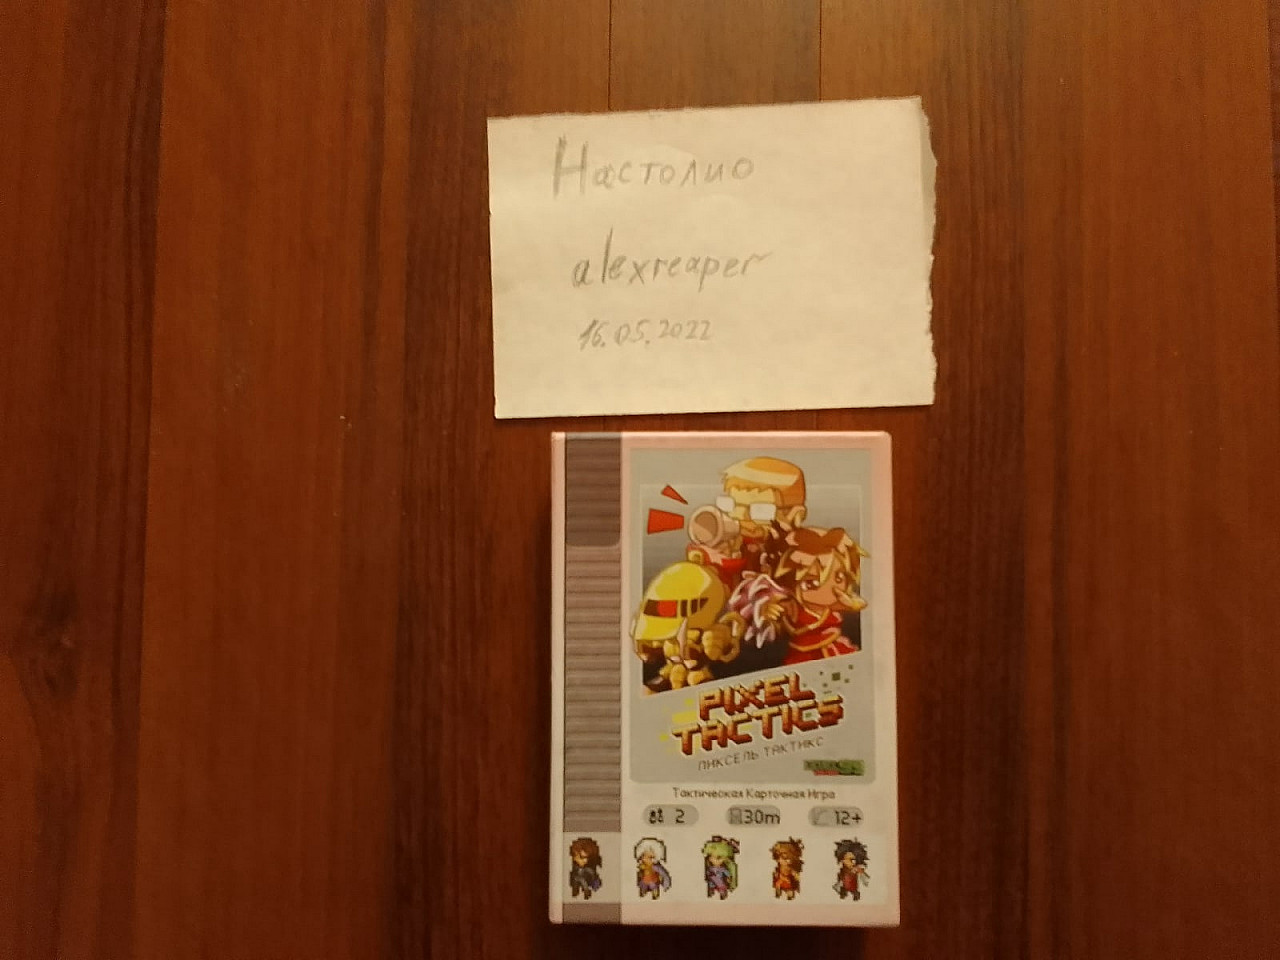 Настолио
alexreaper
16.05.2022
PIXEL
TACTICS
ПИКСЕЛЬ ТАКТИКС
Тактическая Карточная Игра
2 30m 12+